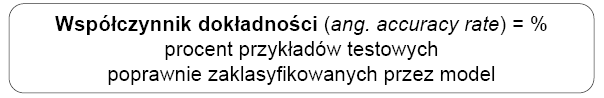 Współczynnik dokładności (ang. accuracy rate) = %
procent przykładów testowych
poprawnie zaklasyfikowanych przez model